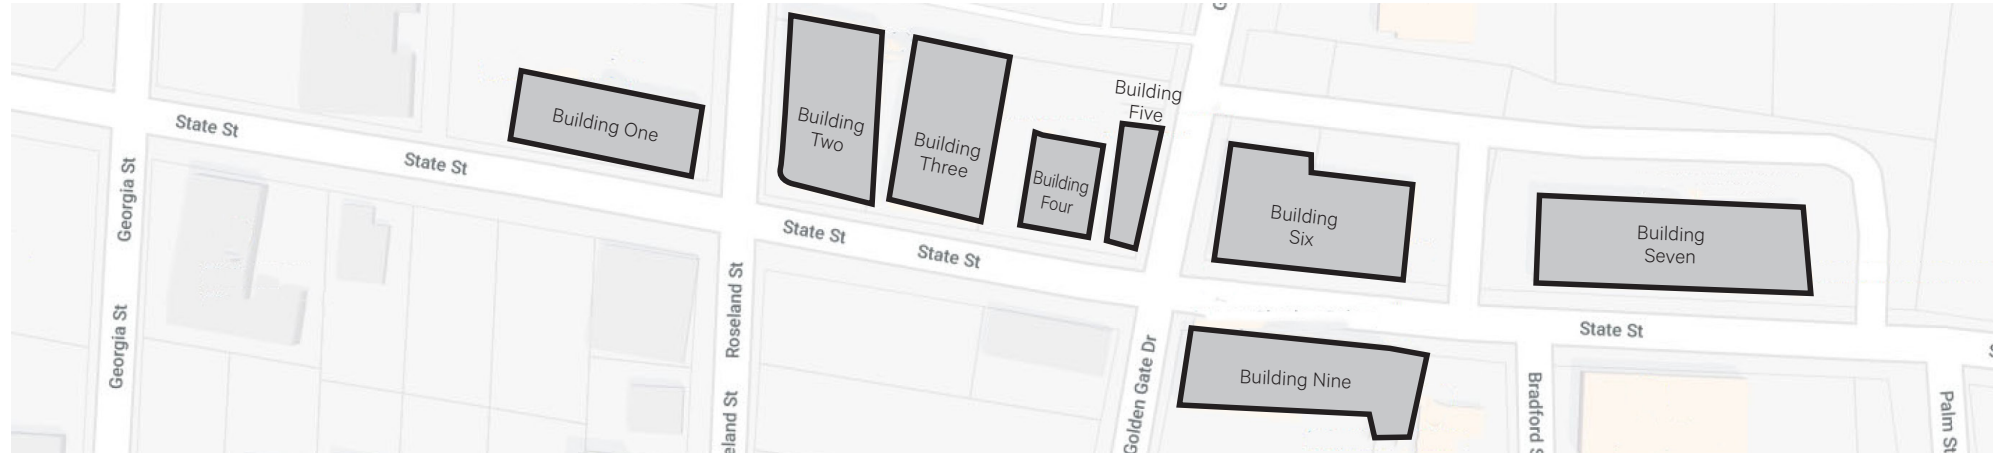 G
Building
Five
Building One
Building
Two
Building
Three
Building
Four
Building
Six
Building
Seven
State St
State St
State St
State St
State St
Georgia St
Georgia St
Roseland St
eland St
Golden Gate Dr
Building Nine
Bradford S
Palm St
S